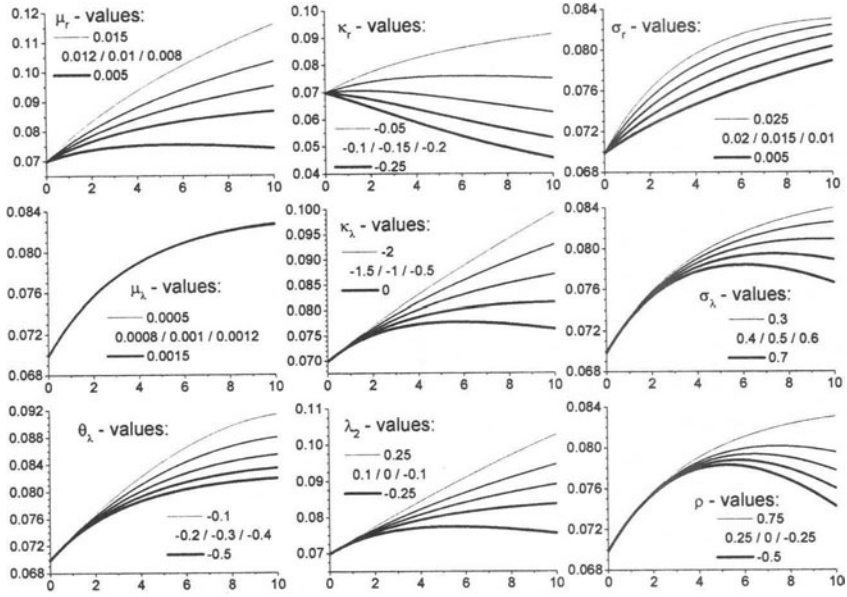 0.12
0.11
0.10
0.09
0.08
0.07
μr - values:
0.015
0.012 / 0.01 / 0.008
0.005
0 2 4 6 8 10
0.10
0.09
0.08
0.07
0.06
0.05
0.04
κr - values:
-0.05
-0.1 / -0.15 / -0.2
-0.25
0 2 4 6 8 10
0.084
0.080
0.076
0.072
0.068
σr - values:
0.025
0.02 / 0.015 / 0.01
0.005
0 2 4 6 8 10
0.084
0.080
0.076
0.072
0.068
μλ - values:
0.0005
0.0008 / 0.001 / 0.0012
0.0015
0 2 4 6 8 10
0.100
0.095
0.090
0.085
0.080
0.075
0.070
κλ - values:
-2
-1.5 / -1 / -0.5
0
0 2 4 6 8 10
0.084
0.080
0.076
0.072
0.068
σλ - values:
0.3
0.4 / 0.5 / 0.6
0.7
0 2 4 6 8 10
0.092
0.088
0.084
0.080
0.076
0.072
0.068
θλ - values:
-0.1
-0.2 / -0.3 / -0.4
-0.5
0 2 4 6 8 10
0.11
0.10
0.09
0.08
0.07
λ2 - values:
0.25
0.1 / 0 / -0.1
-0.25
0 2 4 6 8 10
0.084
0.080
0.076
0.072
0.068
ρ - values:
0.75
0.25 / 0 / -0.25
-0.5
0 2 4 6 8 10